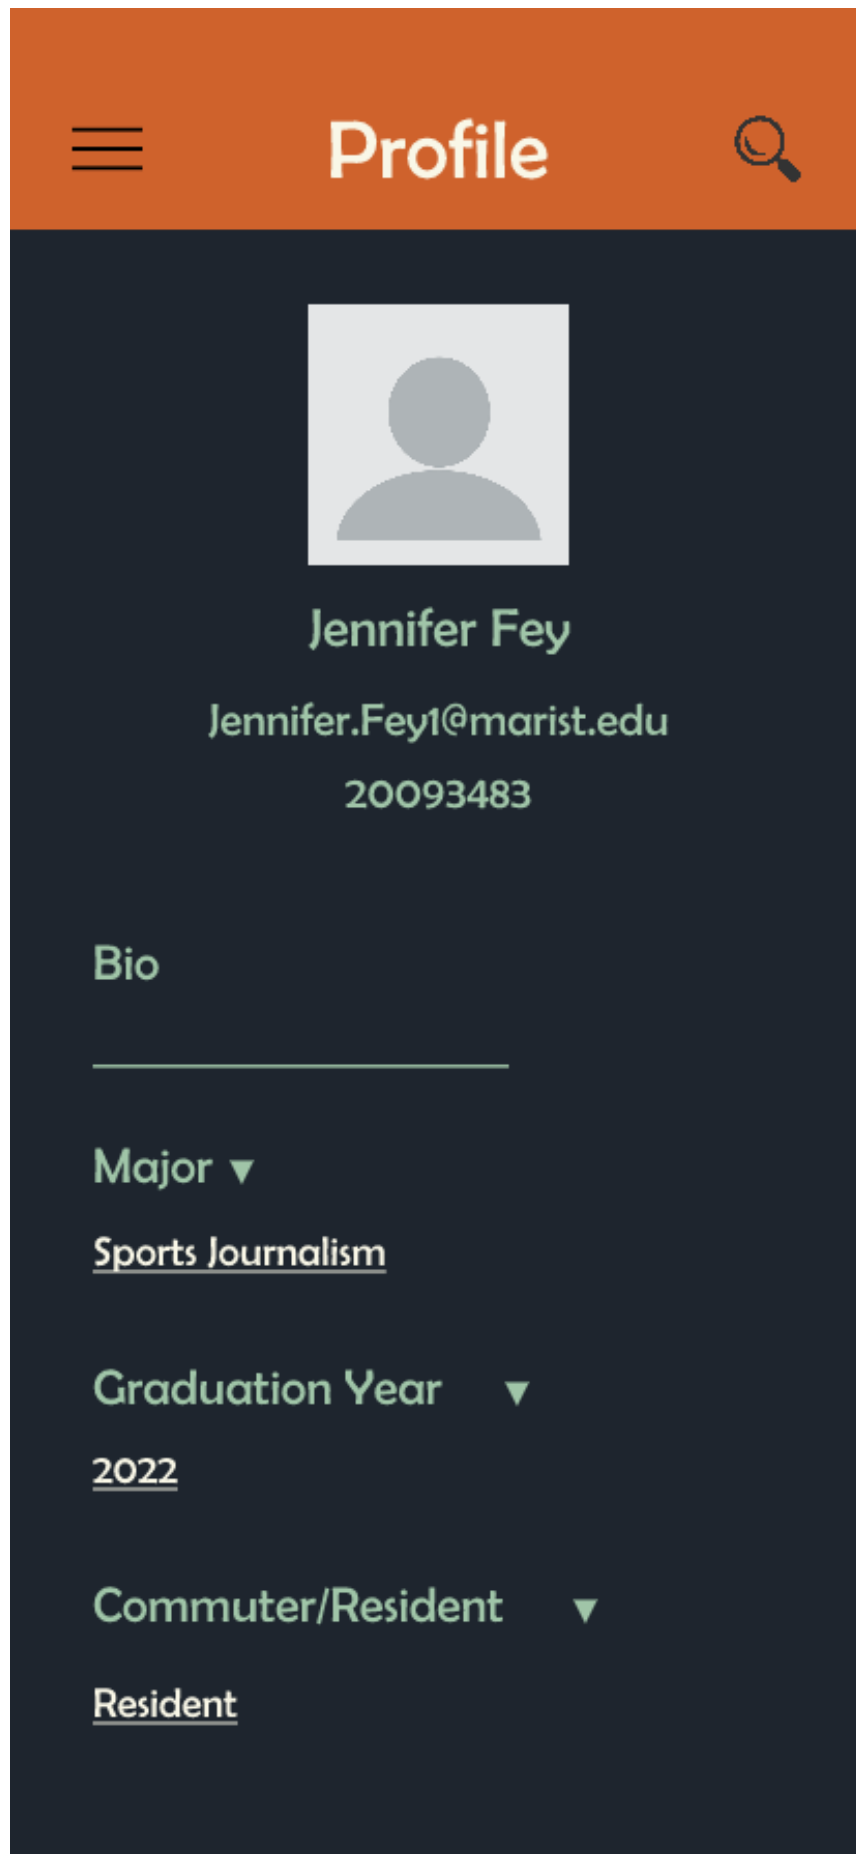 Profile
Jennifer Fey
Jennifer.Fey1@marist.edu
20093483
Bio
Major ▼
Sports Journalism
Graduation Year ▼
2022
Commuter/Resident ▼
Resident